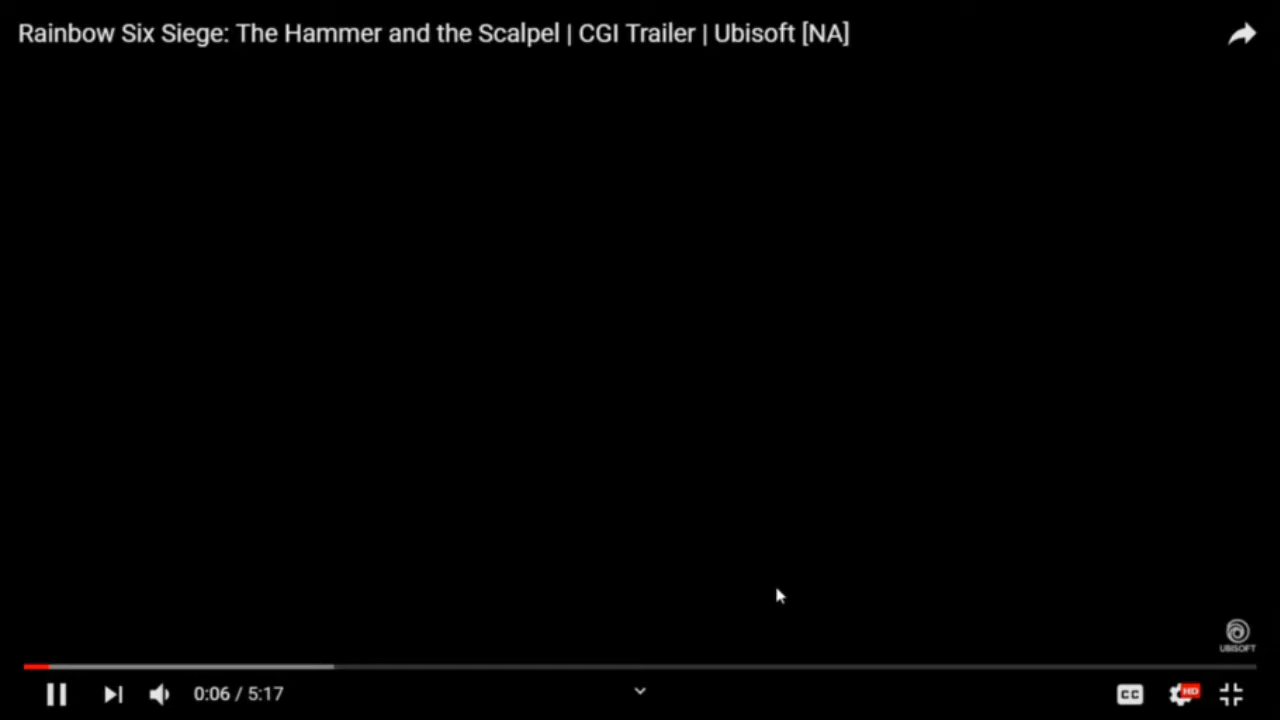 Rainbow Six Siege: The Hammer and the Scalpel | CGI Trailer | Ubisoft [NA]
UBISOFT
0:06 / 5:17
CC
HD